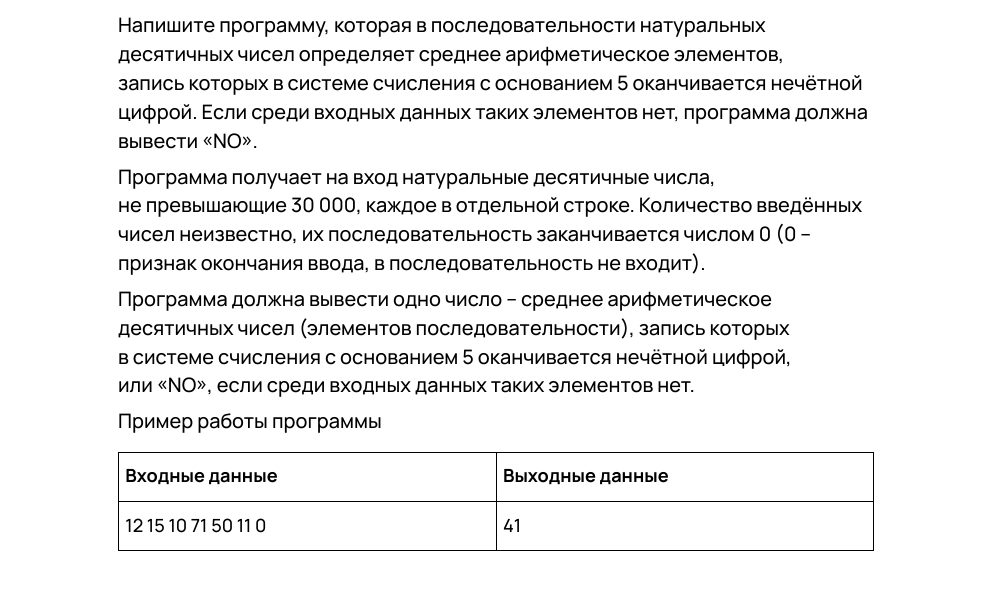 Напишите программу, которая в последовательности натуральных
десятичных чисел определяет среднее арифметическое элементов,
запись которых в системе счисления с основанием 5 оканчивается нечётной
цифрой. Если среди входных данных таких элементов нет, программа должна
вывести «NO».
Программа получает на вход натуральные десятичные числа,
не превышающие 30 000, каждое в отдельной строке. Количество введённых
чисел неизвестно, их последовательность заканчивается числом 0 (0 –
признак окончания ввода, в последовательность не входит).
Программа должна вывести одно число – среднее арифметическое
десятичных чисел (элементов последовательности), запись которых
в системе счисления с основанием 5 оканчивается нечётной цифрой,
или «NO», если среди входных данных таких элементов нет.
Пример работы программы
Входные данные Выходные данные
12 15 10 71 50 11 0 41